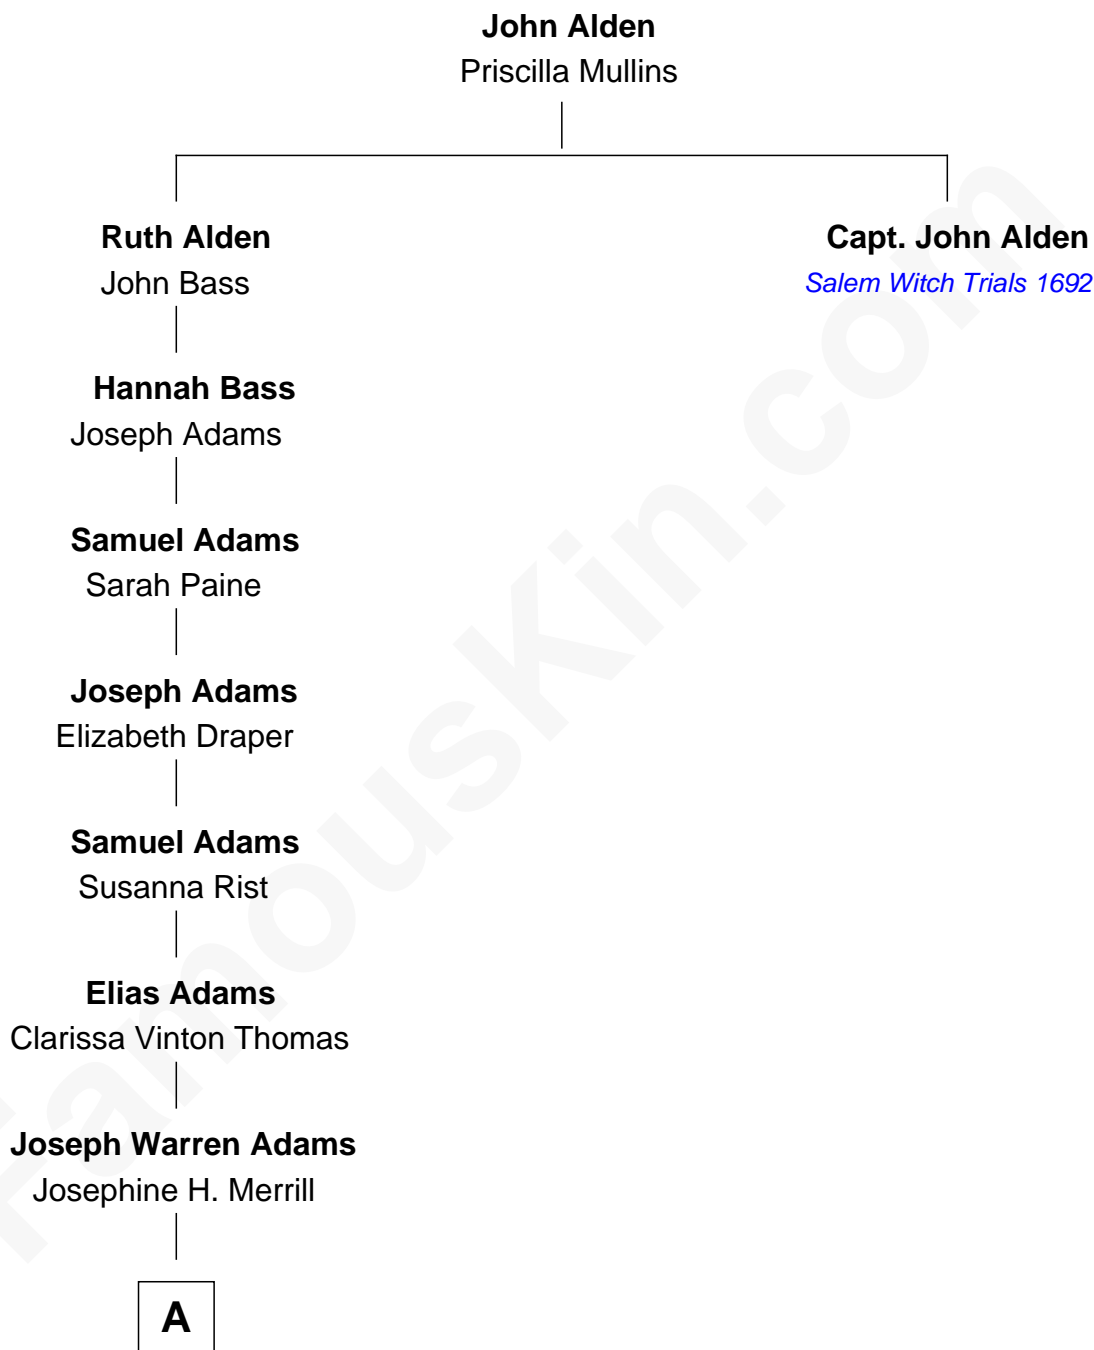 John Alden
Priscilla Mullins
Ruth Alden
John Bass
Capt. John Alden
Salem Witch Trials 1692
Hannah Bass
Joseph Adams
Samuel Adams
Sarah Paine
Joseph Adams
Elizabeth Draper
Samuel Adams
Susanna Rist
Elias Adams
Clarissa Vinton Thomas
Joseph Warren Adams
Josephine H. Merrill
A
FamousKin.com